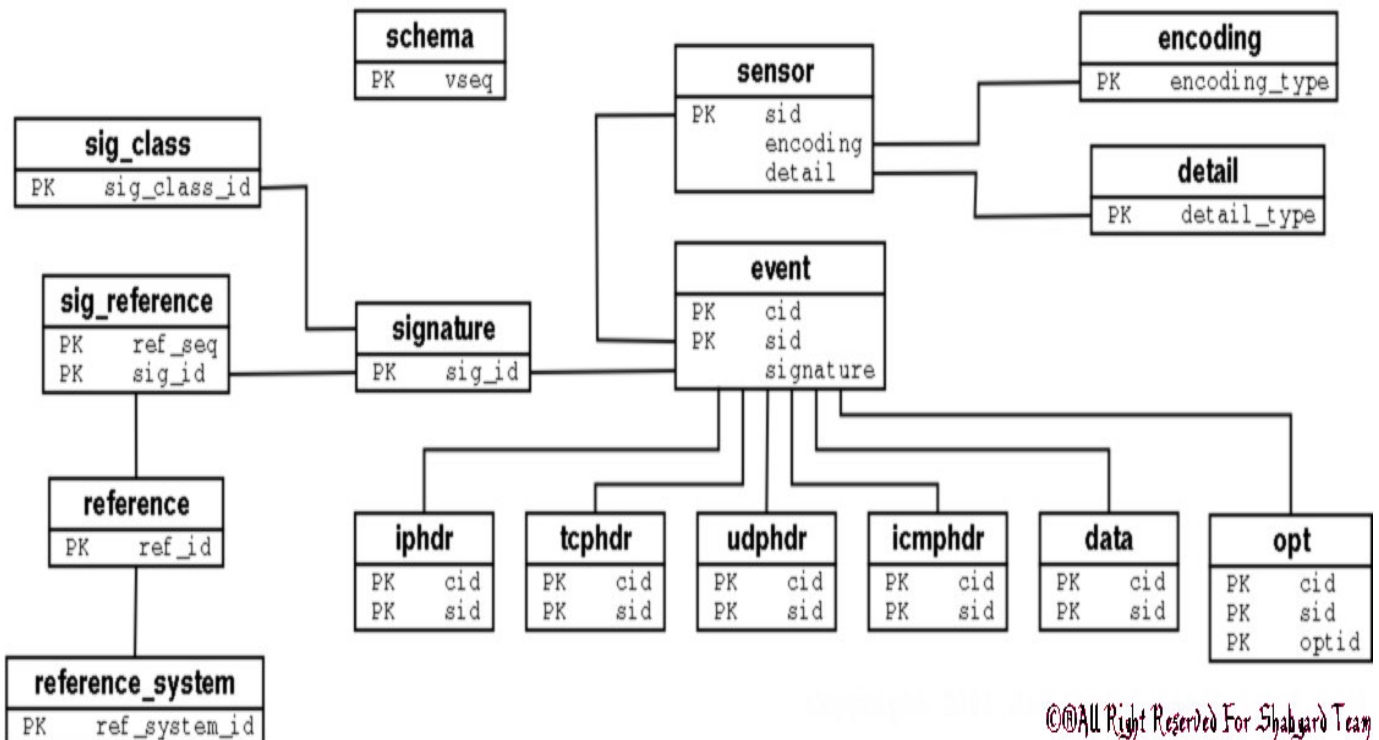 schema
PK vseq
sensor
PK sid
encoding
detail
encoding
PK encoding_type
detail
PK detail_type
sig_class
PK sig_class_id
sig_reference
PK ref_seq
PK sig_id
signature
PK sig_id
event
PK cid
PK sid
signature
reference
PK ref_id
reference_system
PK ref_system_id
iphdr
PK cid
PK sid
tcphdr
PK cid
PK sid
udphdr
PK cid
PK sid
icmphdr
PK cid
PK sid
data
PK cid
PK sid
opt
PK cid
PK sid
PK optid
©®All Right Reserved For Shabgard Team